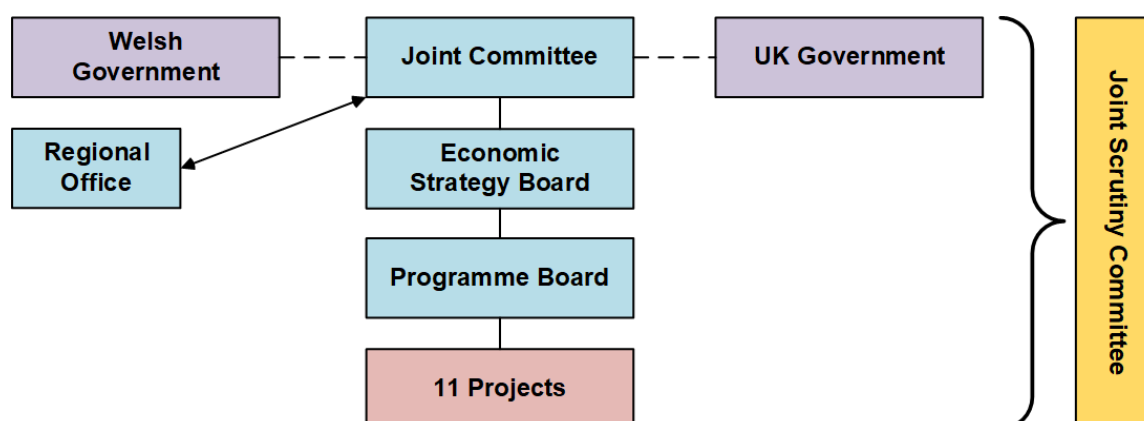 Welsh
Government
Joint Committee
UK Government
Regional
Office
Economic
Strategy Board
Programme Board
11 Projects
Joint Scrutiny Committee